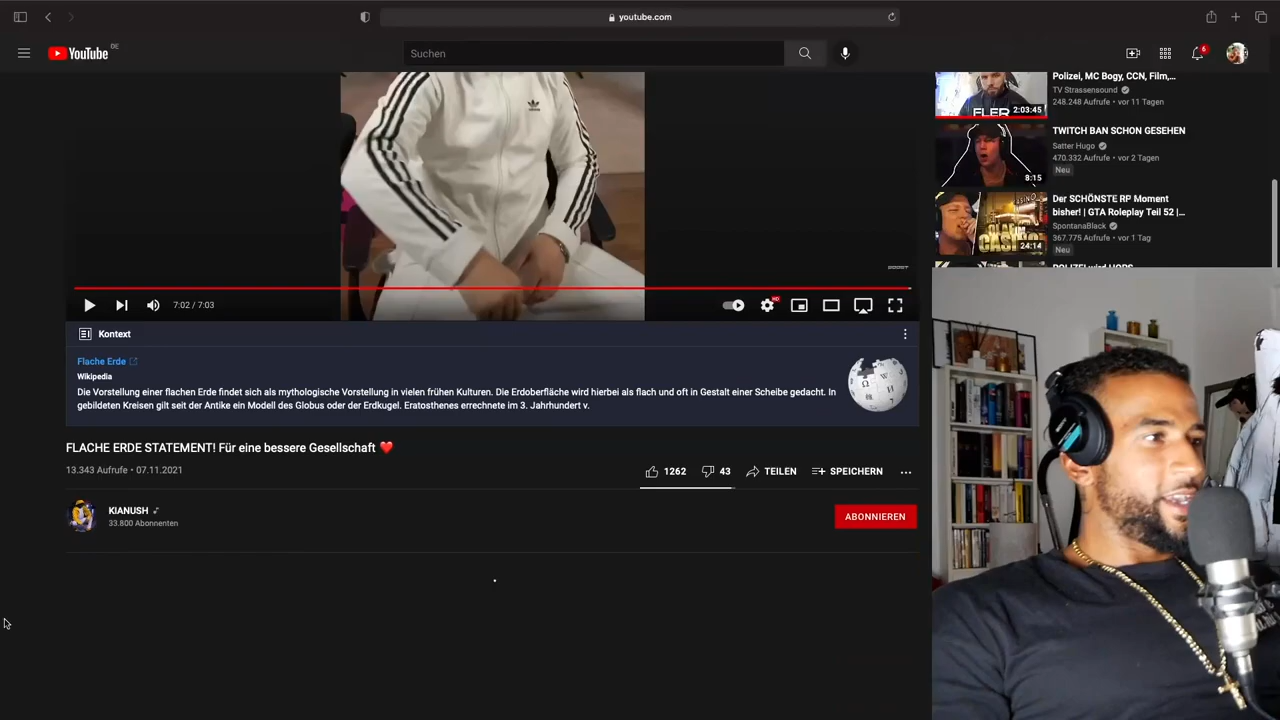 youtube.com
YouTube DE
Suchen
6
Polizei, MC Bogy, CCN, Film,...
TV Strassensound
248.248 Aufrufe • vor 11 Tagen
FLER
2:03:45
TWITCH BAN SCHON GESEHEN
Satter Hugo
470.332 Aufrufe • vor 2 Tagen
Neu
8:15
Der SCHÖNSTE RP Moment
bisher! | GTA Roleplay Teil 52 |...
SpontanaBlack
367.775 Aufrufe • vor 1 Tag
Neu
24:14
7:02 / 7:03
HD
Kontext
Flache Erde
Wikipedia
Die Vorstellung einer flachen Erde findet sich als mythologische Vorstellung in vielen frühen Kulturen. Die Erdoberfläche wird hierbei als flach und oft in Gestalt einer Scheibe gedacht. In
gebildeten Kreisen gilt seit der Antike ein Modell des Globus oder der Erdkugel. Eratosthenes errechnete im 3. Jahrhundert v.
FLACHE ERDE STATEMENT! Für eine bessere Gesellschaft ❤️
13.343 Aufrufe • 07.11.2021
1262
43
TEILEN
SPEICHERN
KIANUSH
33.800 Abonnenten
ABONNIEREN